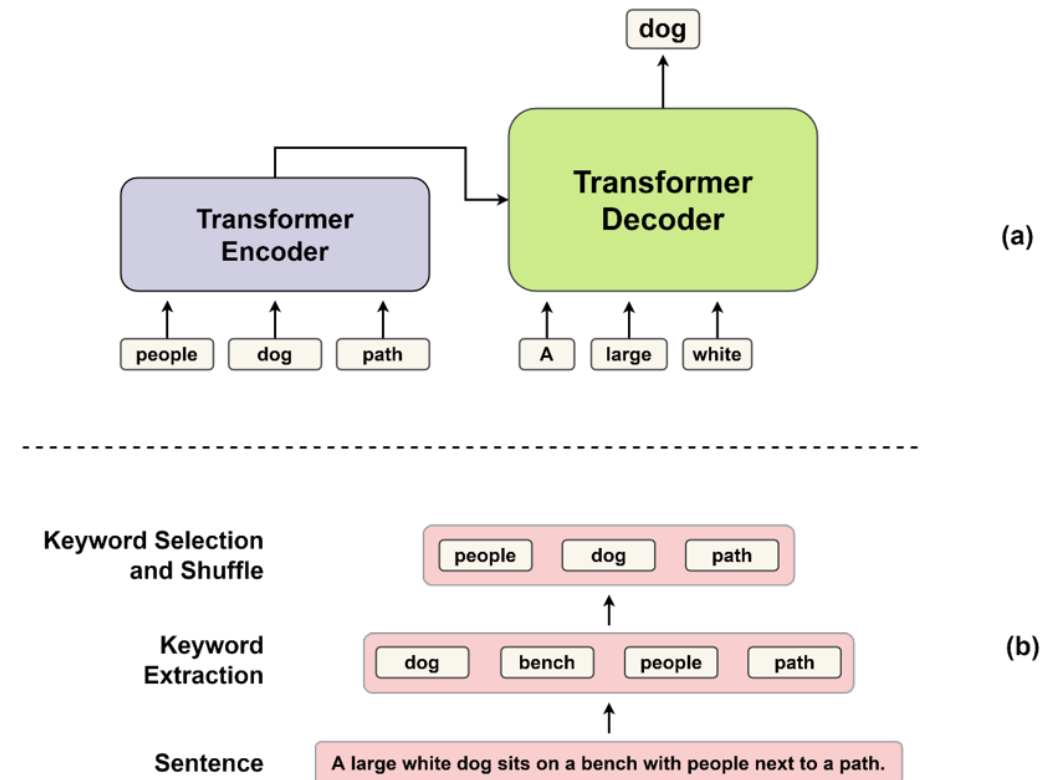 dog
Transformer
Decoder
Transformer
Encoder
(a)
people dog path A large white
Keyword Selection
and Shuffle
people dog path
Keyword
Extraction
dog bench people path
(b)
Sentence
A large white dog sits on a bench with people next to a path.